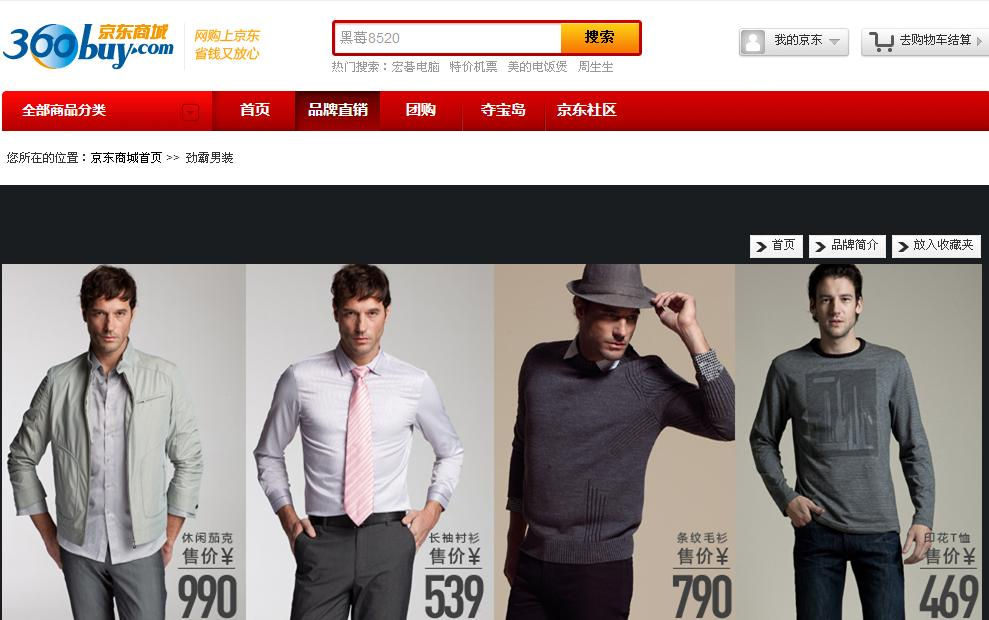 360buy.com 京东商城
网购上京东
省钱又放心
黑莓8520 搜索
我的京东 去购物车结算
热门搜索：宏碁电脑 特价机票 美的电饭煲 周生生
全部商品分类 首页 品牌直销 团购 夺宝岛 京东社区
您所在的位置：京东商城首页 >> 劲霸男装
首页 品牌简介 放入收藏夹
休闲茄克
售价¥
990
长袖衬衫
售价¥
539
条纹毛衫
售价¥
790
印花T恤
售价¥
469